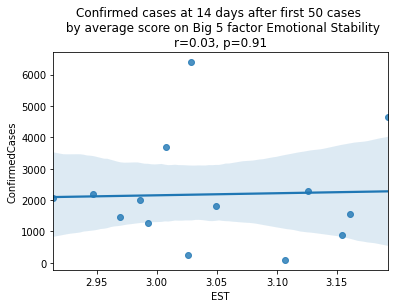 Confirmed cases at 14 days after first 50 cases
by average score on Big 5 factor Emotional Stability
r=0.03, p=0.91
6000
5000
4000
3000
2000
1000
0
ConfirmedCases
2.95
3.00
3.05
3.10
3.15
EST